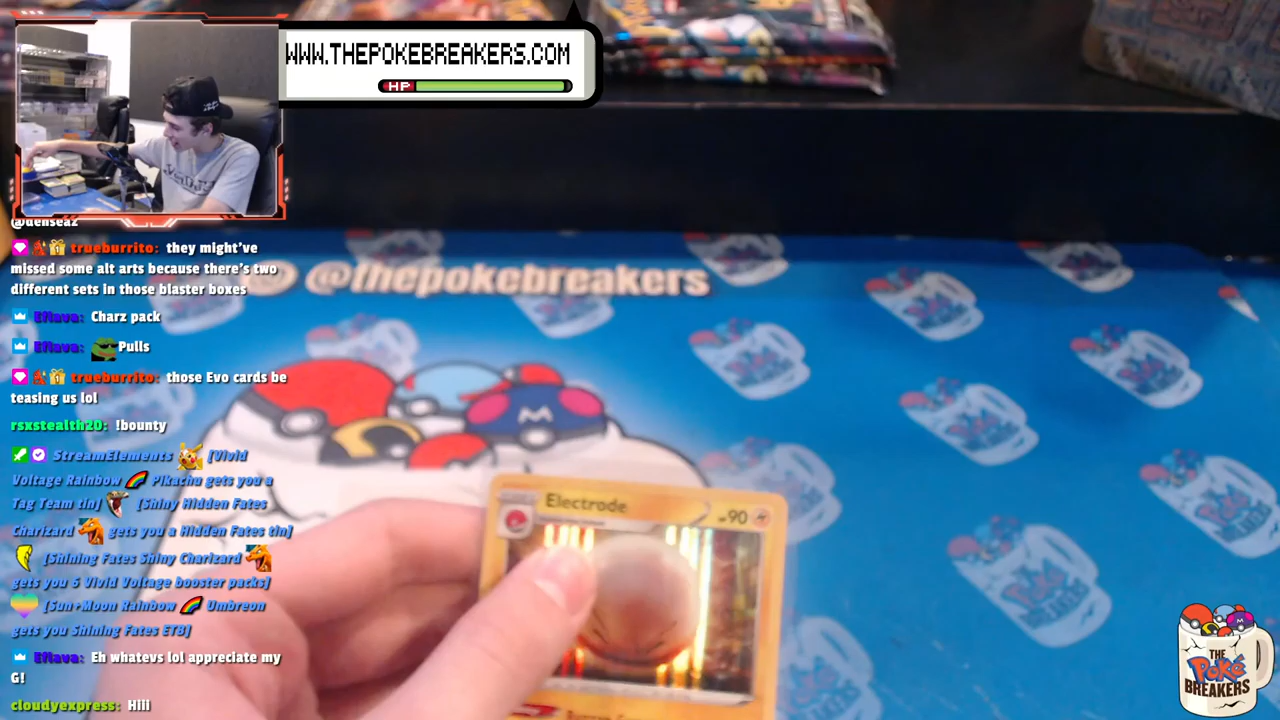 WWW.THEPOKEBREAKERS.COM
HP
@thepokebreakers
@denseaz
trueburrito: they might've
missed some alt arts because there's two
different sets in those blaster boxes
Eflava: Charz pack
Eflava: Pulls
trueburrito: those Evo cards be
teasing us lol
rsxstealth20: !bounty
StreamElements [Vivid
Voltage Rainbow Pikachu gets you a
Tag Team tin] [Shiny Hidden Fates
Charizard gets you a Hidden Fates tin]
[Shining Fates Shiny Charizard
gets you 6 Vivid Voltage booster packs]
[Sun+Moon Rainbow Umbreon
gets you Shining Fates ETB]
Eflava: Eh whatevs lol appreciate my
G!
cloudyexpress: Hiii
Electrode
90
M
THE
Poké
BREAKERS